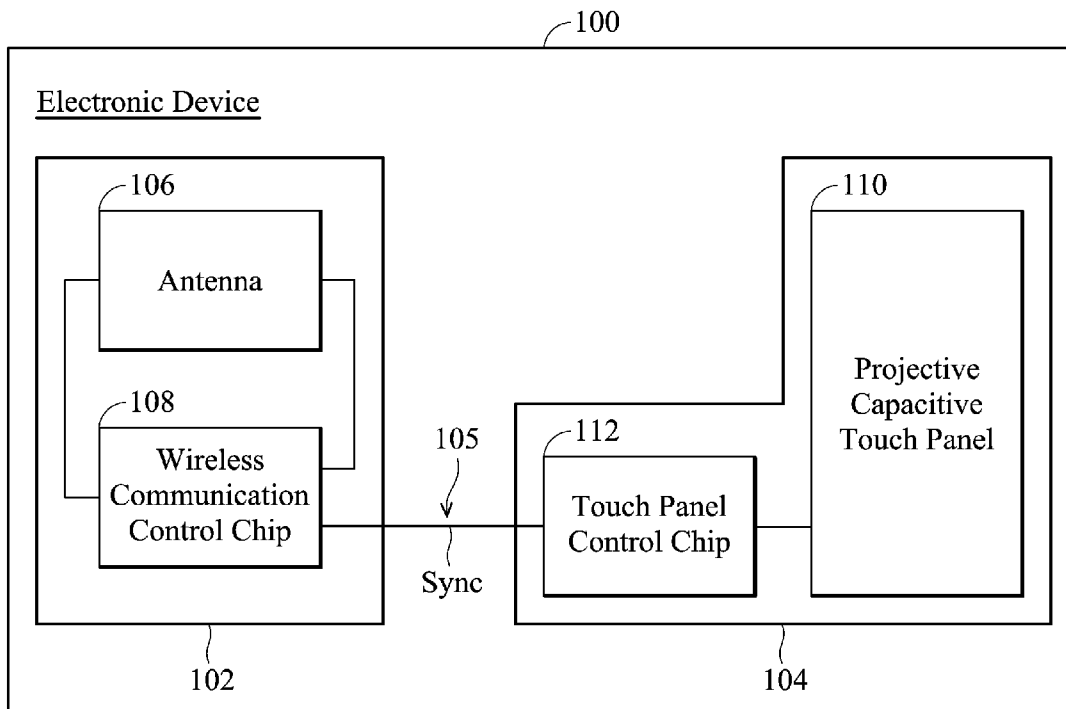 100
Electronic Device
106
Antenna
108
Wireless
Communication
Control Chip
105
Sync
110
Projective
Capacitive
Touch Panel
112
Touch Panel
Control Chip
102
104